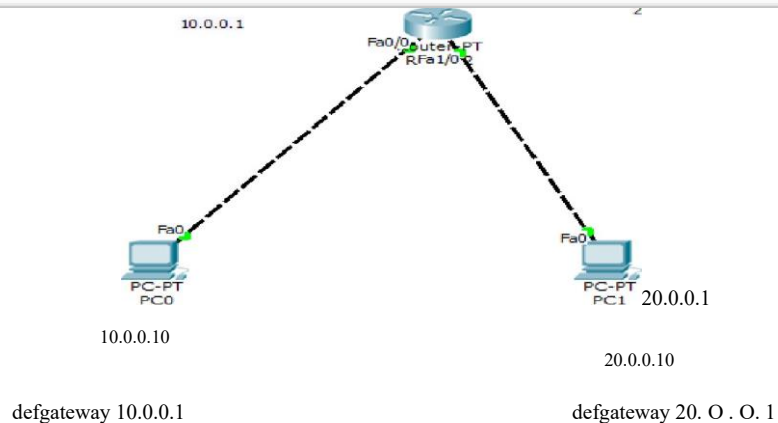 10.0.0.1
Fa0/0 Router-PT
RFa1/0
Fa0
Fa0
PC-PT
PC0
PC-PT
PC1 20.0.0.1
10.0.0.10
20.0.0.10
defgateway 10.0.0.1
defgateway 20. O . O. 1